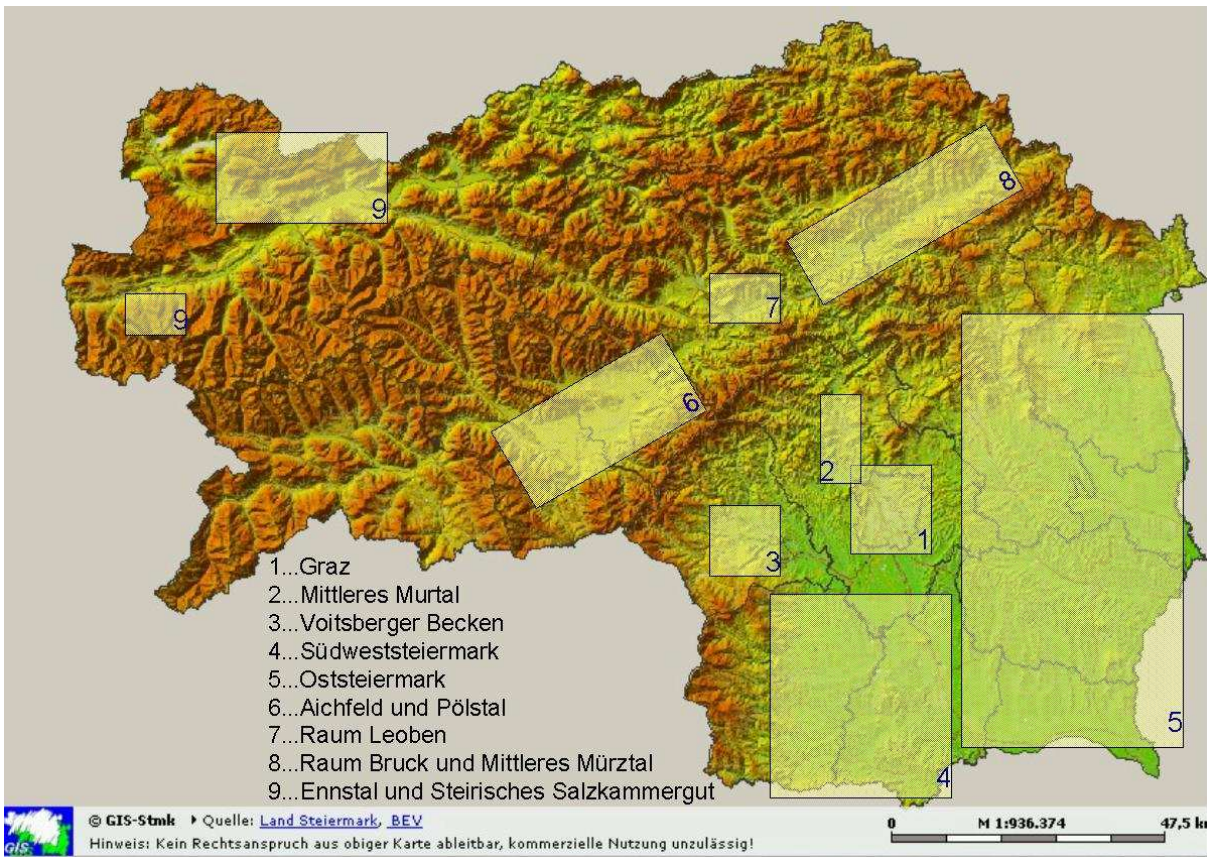 9
8
9
7
6
2
1
3
5
4
1...Graz
2...Mittleres Murtal
3...Voitsberger Becken
4...Südweststeiermark
5...Oststeiermark
6...Aichfeld und Pölstal
7...Raum Leoben
8...Raum Bruck und Mittleres Mürztal
9...Ennstal und Steirisches Salzkammergut
GIS-
© GIS-Stmk Quelle: Land Steiermark, BEV
0 M 1:936.374 47,5 km
Hinweis: Kein Rechtsanspruch aus obiger Karte ableitbar, kommerzielle Nutzung unzulässig!